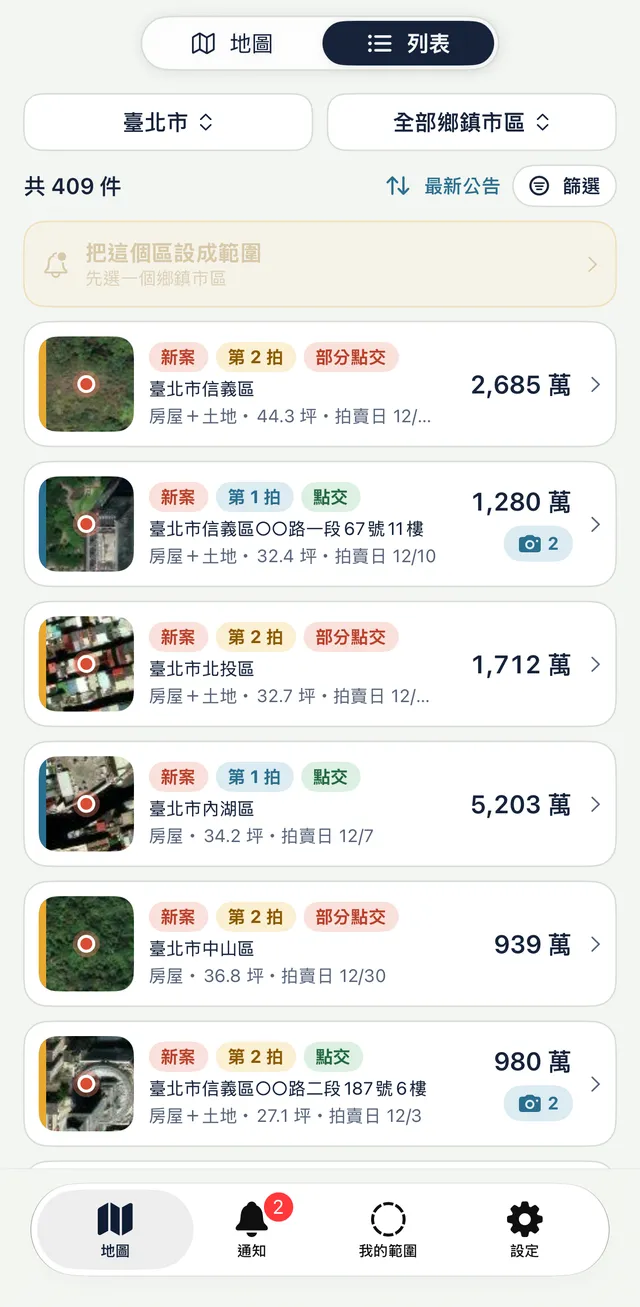 地圖
列表
臺北市
全部鄉鎮市區
共 409 件
最新公告
篩選
把這個區設成範圍
先選一個鄉鎮市區
新案 第 2 拍 部分點交
臺北市信義區
房屋＋土地・44.3 坪・拍賣日 12/...
2,685 萬
新案 第 1 拍 點交
臺北市信義區〇〇路一段67號11樓
房屋＋土地・32.4 坪・拍賣日 12/10
1,280 萬
2
新案 第 2 拍 部分點交
臺北市北投區
房屋＋土地・32.7 坪・拍賣日 12/...
1,712 萬
新案 第 1 拍 點交
臺北市內湖區
房屋・34.2 坪・拍賣日 12/7
5,203 萬
新案 第 2 拍 部分點交
臺北市中山區
房屋・36.8 坪・拍賣日 12/30
939 萬
新案 第 2 拍 點交
臺北市信義區〇〇路二段187號6樓
房屋＋土地・27.1 坪・拍賣日 12/3
980 萬
2
地圖
2
通知
我的範圍
設定